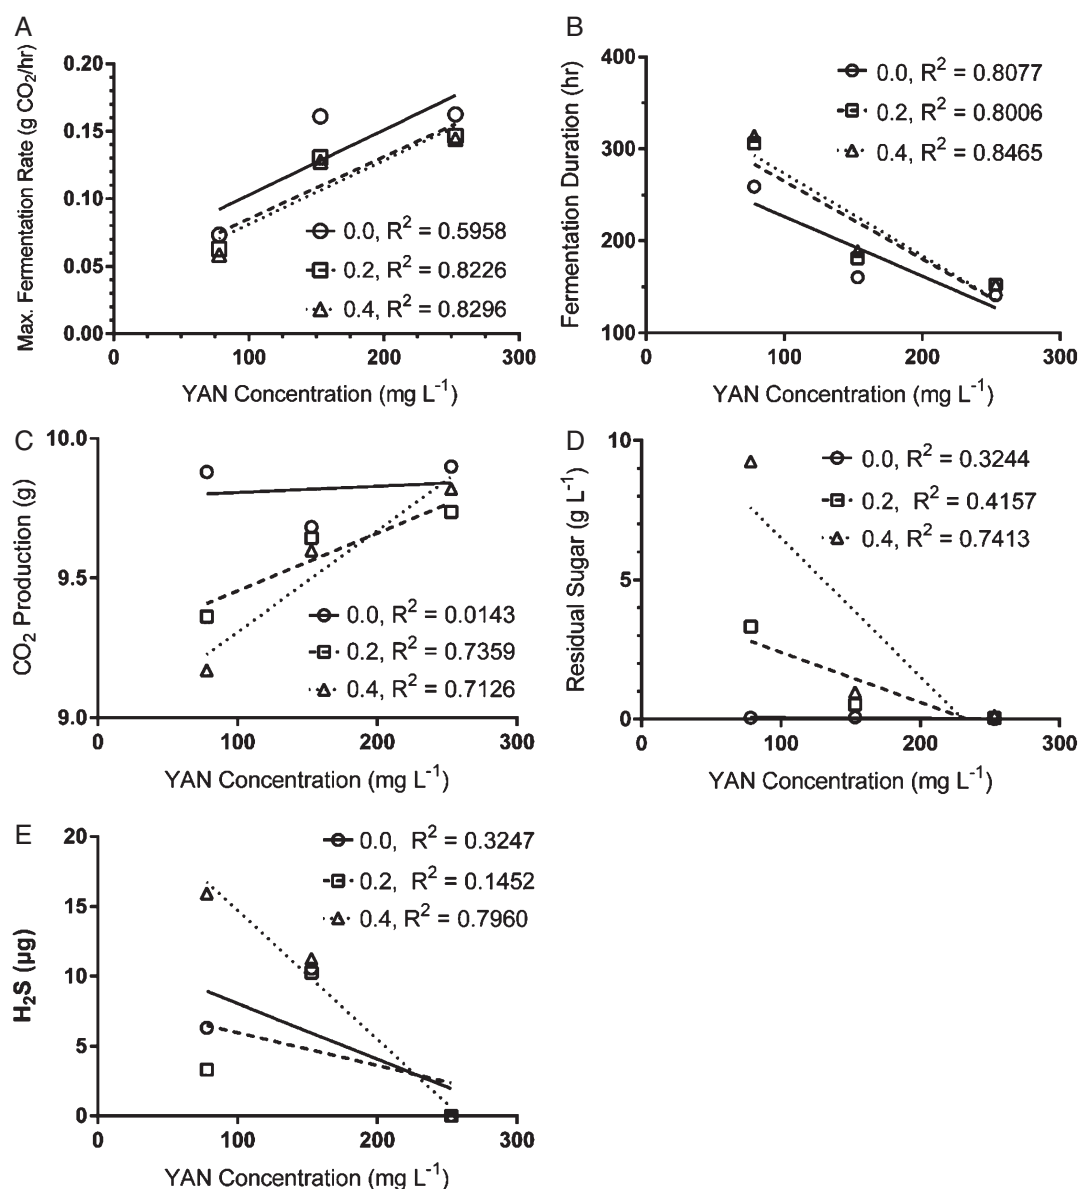 A
Max. Fermentation Rate (g CO2/hr)
0.20
0.15
0.10
0.05
0.00
0.0, R2 = 0.5958
0.2, R2 = 0.8226
0.4, R2 = 0.8296
0 100 200 300
YAN Concentration (mg L-1)
B
Fermentation Duration (hr)
400
300
200
100
0.0, R2 = 0.8077
0.2, R2 = 0.8006
0.4, R2 = 0.8465
0 100 200 300
YAN Concentration (mg L-1)
C
CO2 Production (g)
10.0
9.5
9.0
0.0, R2 = 0.0143
0.2, R2 = 0.7359
0.4, R2 = 0.7126
0 100 200 300
YAN Concentration (mg L-1)
D
Residual Sugar (g L-1)
10
5
0
0.0, R2 = 0.3244
0.2, R2 = 0.4157
0.4, R2 = 0.7413
0 100 200 300
YAN Concentration (mg L-1)
E
H2S (µg)
20
15
10
5
0
0.0, R2 = 0.3247
0.2, R2 = 0.1452
0.4, R2 = 0.7960
0 100 200 300
YAN Concentration (mg L-1)